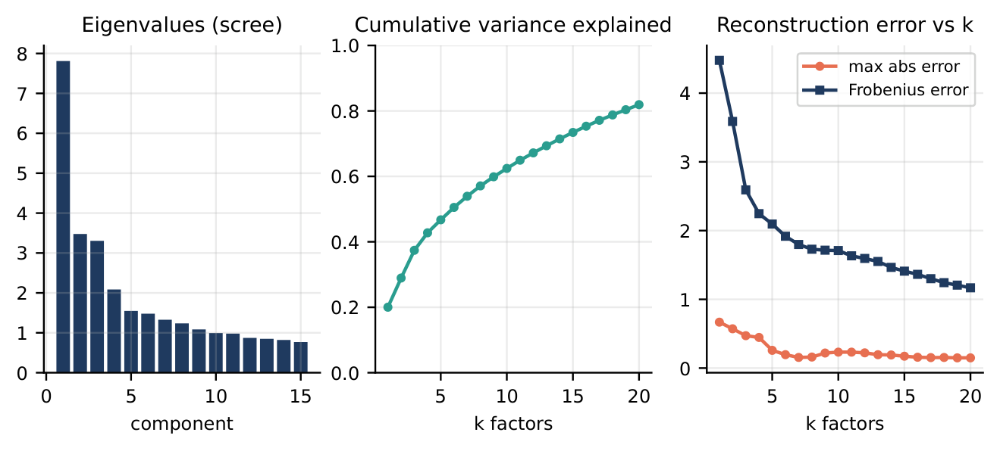 Eigenvalues (scree)
8
7
6
5
4
3
2
1
0
0 5 10 15
component
Cumulative variance explained
1.0
0.8
0.6
0.4
0.2
0.0
5 10 15 20
k factors
Reconstruction error vs k
max abs error
Frobenius error
4
3
2
1
0
5 10 15 20
k factors